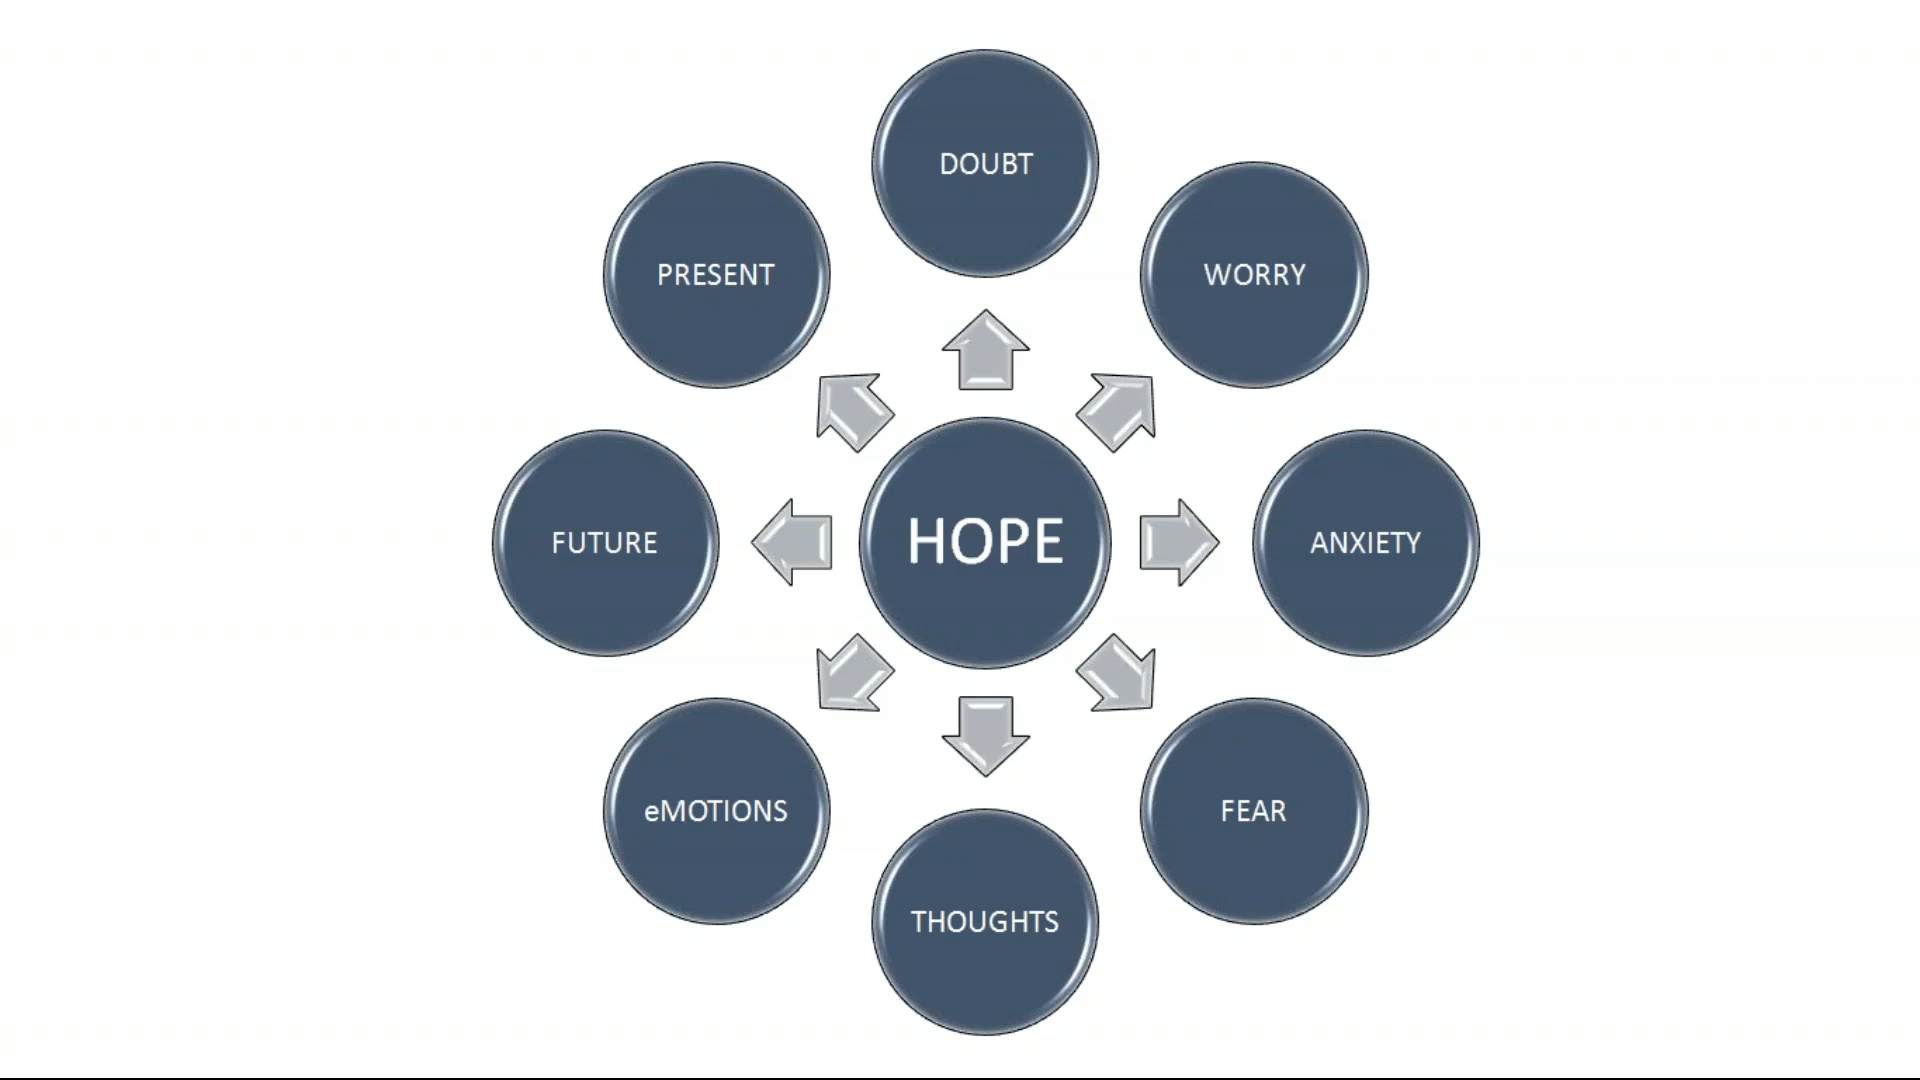 DOUBT
PRESENT
WORRY
FUTURE
HOPE
ANXIETY
eMOTIONS
FEAR
THOUGHTS